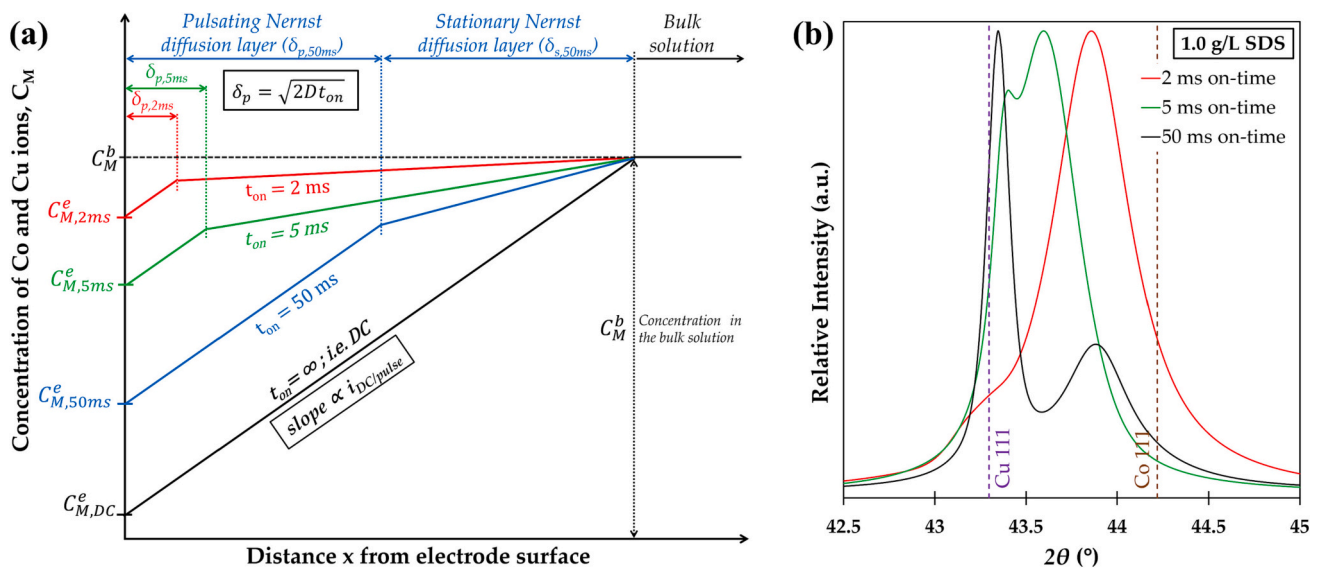 (a)
Pulsating Nernst
diffusion layer (δp,50ms)
Stationary Nernst
diffusion layer (δs,50ms)
Bulk
solution
δp,5ms
δp,2ms
δp = √2Dton
Concentration of Co and Cu ions, CM
C^b_M
C^e_M,2ms
C^e_M,5ms
C^e_M,50ms
C^e_M,DC
ton = 2 ms
ton = 5 ms
ton = 50 ms
ton = ∞ ; i.e. DC
slope ∝ iDC/pulse
C^b_M
Concentration in
the bulk solution
Distance x from electrode surface
(b)
1.0 g/L SDS
2 ms on-time
5 ms on-time
50 ms on-time
Relative Intensity (a.u.)
Cu 111
Co 111
42.5 43 43.5 44 44.5 45
2θ (°)